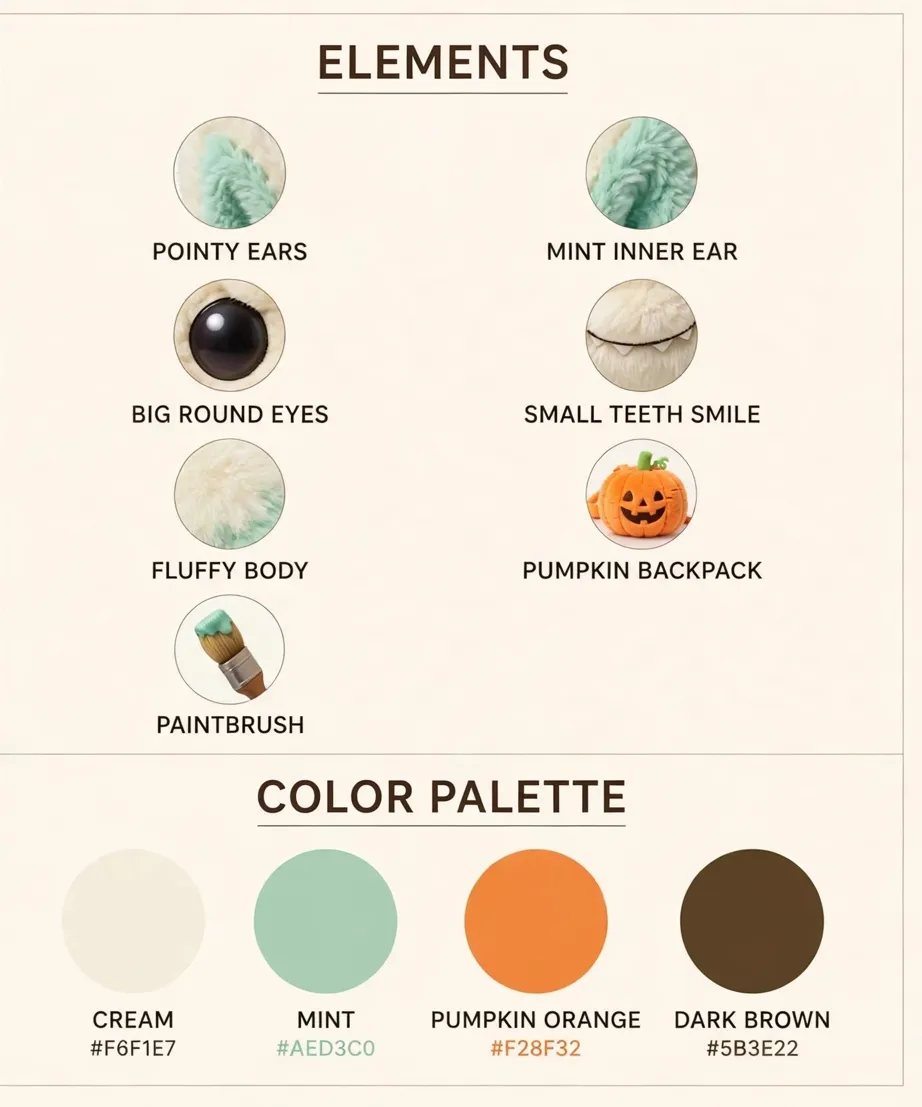 ELEMENTS
POINTY EARS
MINT INNER EAR
BIG ROUND EYES
SMALL TEETH SMILE
FLUFFY BODY
PUMPKIN BACKPACK
PAINTBRUSH
COLOR PALETTE
CREAM
#F6F1E7
MINT
#AED3C0
PUMPKIN ORANGE
#F28F32
DARK BROWN
#5B3E22